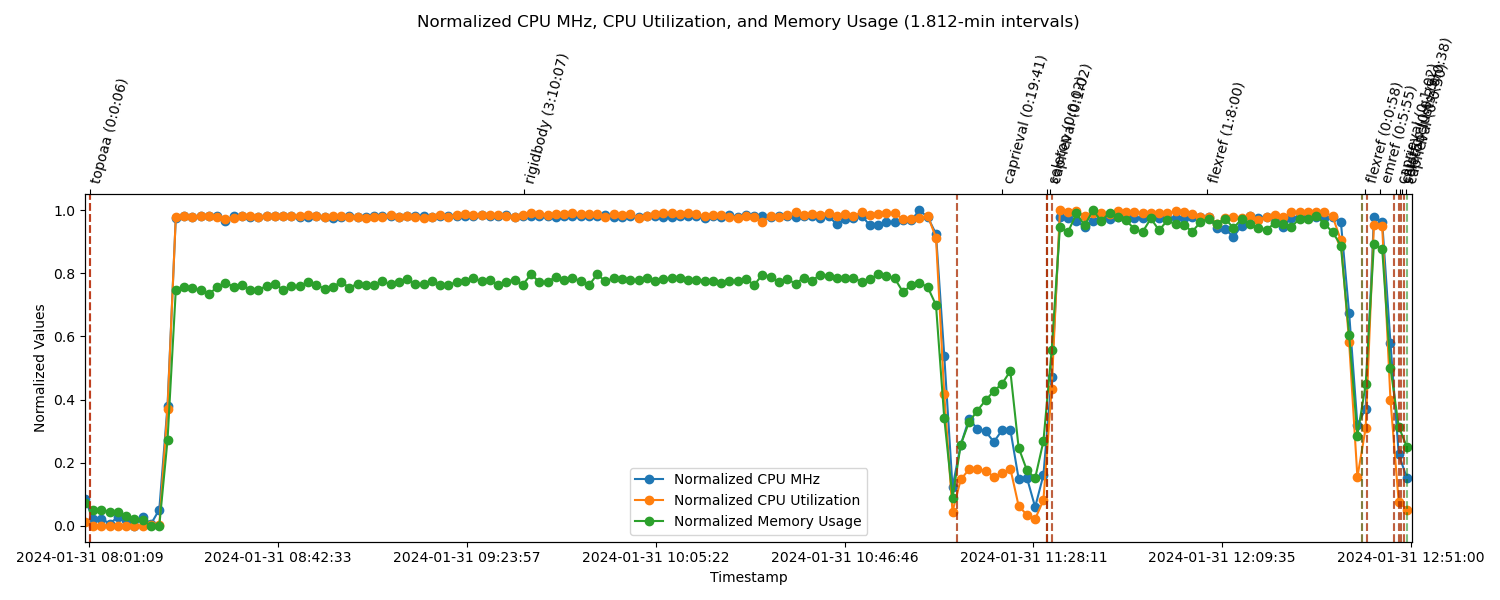 Normalized CPU MHz, CPU Utilization, and Memory Usage (1.812-min intervals)
topoaa (0:0:06)
rigidbody (3:10:07)
caprieval (0:19:41)
caprieval (0:1:02)
flexref (1:8:00)
flexref (0:0:58)
emref (0:5:55)
1.0
0.8
0.6
0.4
0.2
0.0
Normalized Values
Normalized CPU MHz
Normalized CPU Utilization
Normalized Memory Usage
2024-01-31 08:01:09
2024-01-31 08:42:33
2024-01-31 09:23:57
2024-01-31 10:05:22
2024-01-31 10:46:46
2024-01-31 11:28:11
2024-01-31 12:09:35
2024-01-31 12:51:00
Timestamp